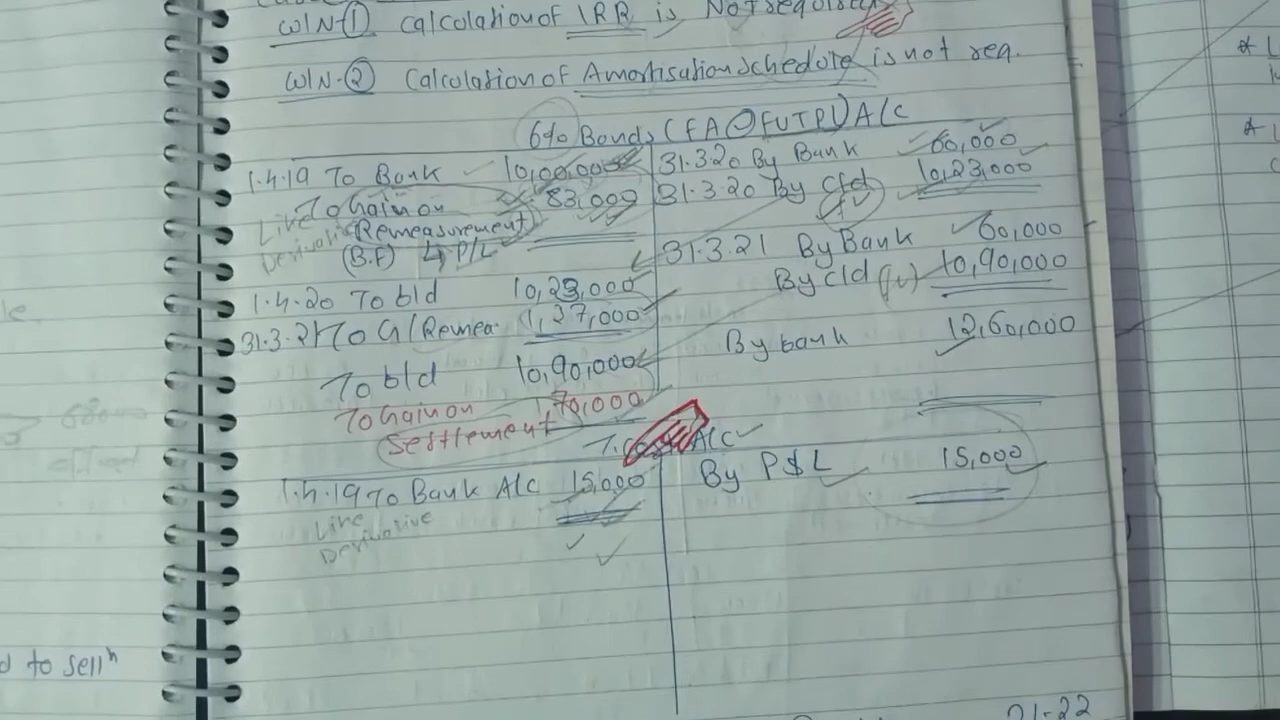 WN-① Calculation of IRR is Not
WN-② Calculation of Amortisation schedule is not req.
6% Bonds (FA-FVTPL) A/C
1.4.19 To Bank 10,00,000
To Gain on 83,000
Remeasurement
(B.F) ↳ P/L
1.4.20 To b/d 10,23,000
31.3.21 To G/Remea. 1,27,000
To b/d 10,90,000
To Gain on 1,70,000
Settlement
31.3.20 By Bank 60,000
31.3.20 By c/d 10,23,000
31.3.21 By Bank 60,000
By c/d (fv) 10,90,000
By bank 12,60,000
A/C
1.4.19 To Bank A/C 15,000
Like
Derivative
By P&L 15,000
d to sellⁿ
21-22